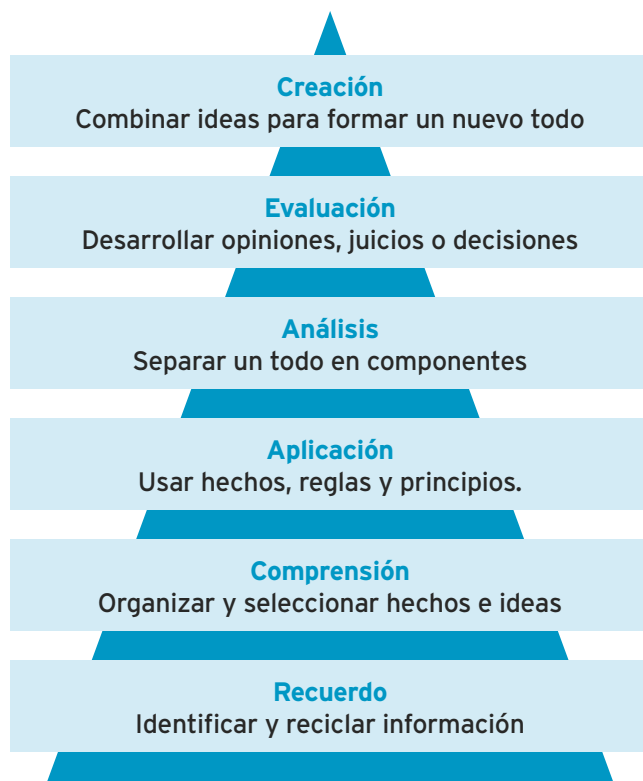 Creación
Combinar ideas para formar un nuevo todo
Evaluación
Desarrollar opiniones, juicios o decisiones
Análisis
Separar un todo en componentes
Aplicación
Usar hechos, reglas y principios.
Comprensión
Organizar y seleccionar hechos e ideas
Recuerdo
Identificar y reciclar información